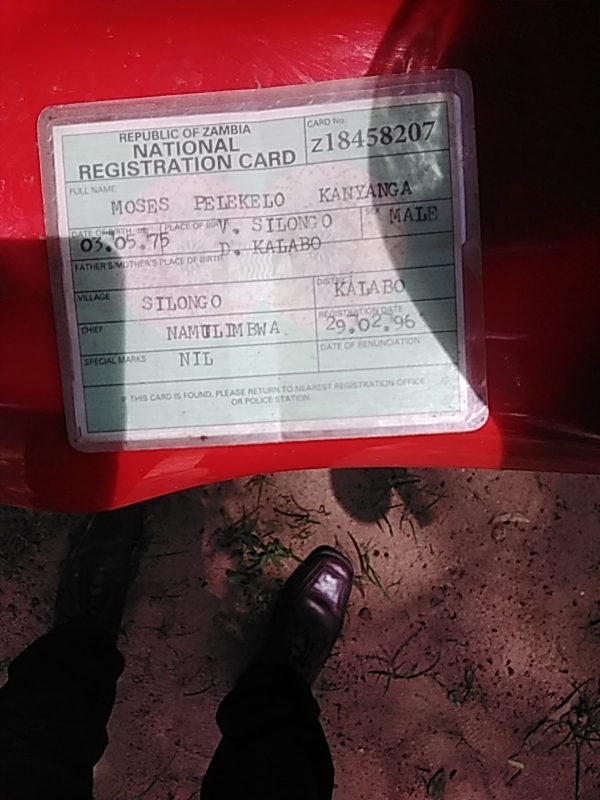 REPUBLIC OF ZAMBIA
NATIONAL
REGISTRATION CARD
CARD No.
Z18458207
FULL NAME
MOSES PELEKELO KANYANGA
DATE OF BIRTH
03.05.75
PLACE OF BIRTH
V. SILONGO
D. KALABO
SEX
MALE
FATHER'S/MOTHER'S PLACE OF BIRTH
VILLAGE
SILONGO
DISTRICT
KALABO
CHIEF
NAMULIMBWA
REGISTRATION DATE
29.02.96
SPECIAL MARKS
NIL
DATE OF RENUNCIATION
IF THIS CARD IS FOUND, PLEASE RETURN TO NEAREST REGISTRATION OFFICE
OR POLICE STATION